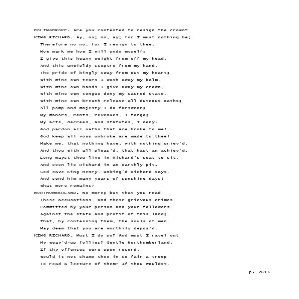 BOLINGBROKE. Are you contented to resign the crown?
KING RICHARD. Ay, no; no, ay; for I must nothing be;
Therefore no no, for I resign to thee.
Now mark me how I will undo myself:
I give this heavy weight from off my head,
And this unwieldy sceptre from my hand,
The pride of kingly sway from out my heart;
With mine own tears I wash away my balm,
With mine own hands I give away my crown,
With mine own tongue deny my sacred state,
With mine own breath release all duteous oaths;
All pomp and majesty I do forswear;
My manors, rents, revenues, I forgo;
My acts, decrees, and statutes, I deny.
God pardon all oaths that are broke to me!
God keep all vows unbroke are made to thee!
Make me, that nothing have, with nothing griev'd,
And thou with all pleas'd, that hast an achiev'd.
Long mayst thou live in Richard's seat to sit,
And soon lie Richard in an earthly pit.
God save King Henry, unking'd Richard says,
And send him many years of sunshine days!
What more remains?
NORTHUMBERLAND. No more; but that you read
These accusations, and these grievous crimes
Committed by your person and your followers
Against the state and profit of this land;
That, by confessing them, the souls of men
May deem that you are worthily depos'd.
KING RICHARD. Must I do so? And must I ravel out
My weav'd-up follies? Gentle Northumberland,
If thy offences were upon record,
Would it not shame thee in so fair a troop
To read a lecture of them? If thou wouldst,